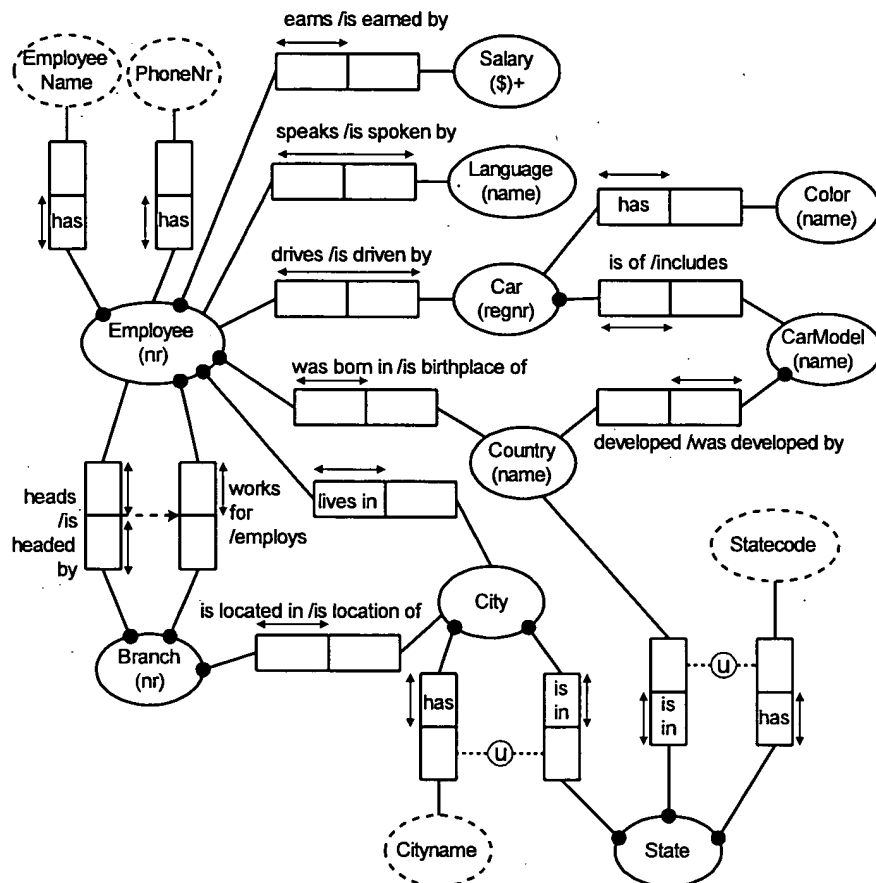 earns /is earned by
Employee
Name
PhoneNr
Salary
($)+
speaks /is spoken by
Language
(name)
has
has
has
Color
(name)
drives /is driven by
Car
(regnr)
is of /includes
Employee
(nr)
CarModel
(name)
was born in /is birthplace of
Country
(name)
developed /was developed by
heads
/is
headed
by
works
for
/employs
lives in
Statecode
City
is located in /is location of
Branch
(nr)
has
is
in
u
is
in
has
u
Cityname
State